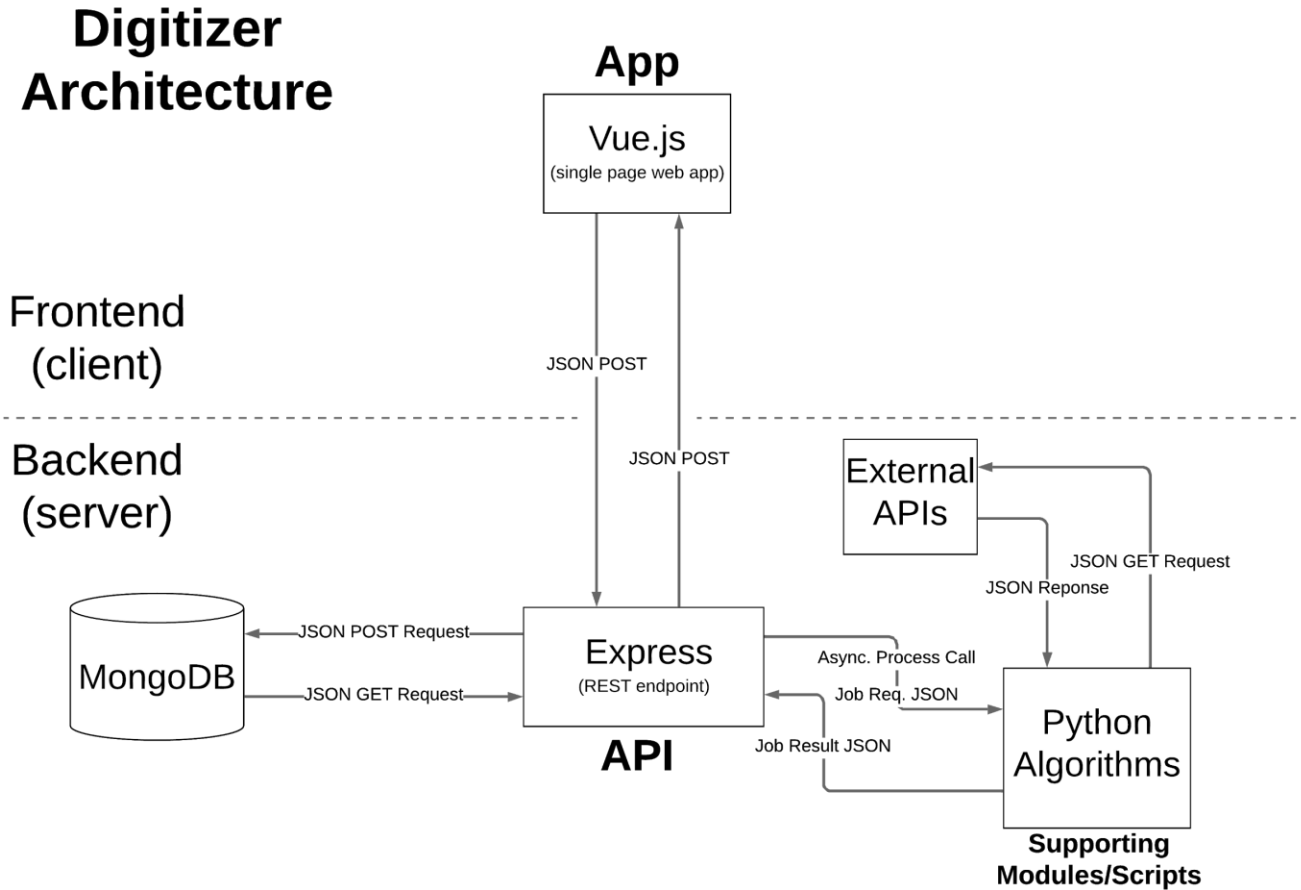 Digitizer
Architecture
App
Vue.js
(single page web app)
Frontend
(client)
JSON POST
Backend
(server)
JSON POST
External
APIs
JSON GET Request
JSON Reponse
MongoDB
JSON POST Request
JSON GET Request
Express
(REST endpoint)
API
Async. Process Call
Job Req. JSON
Job Result JSON
Python
Algorithms
Supporting
Modules/Scripts